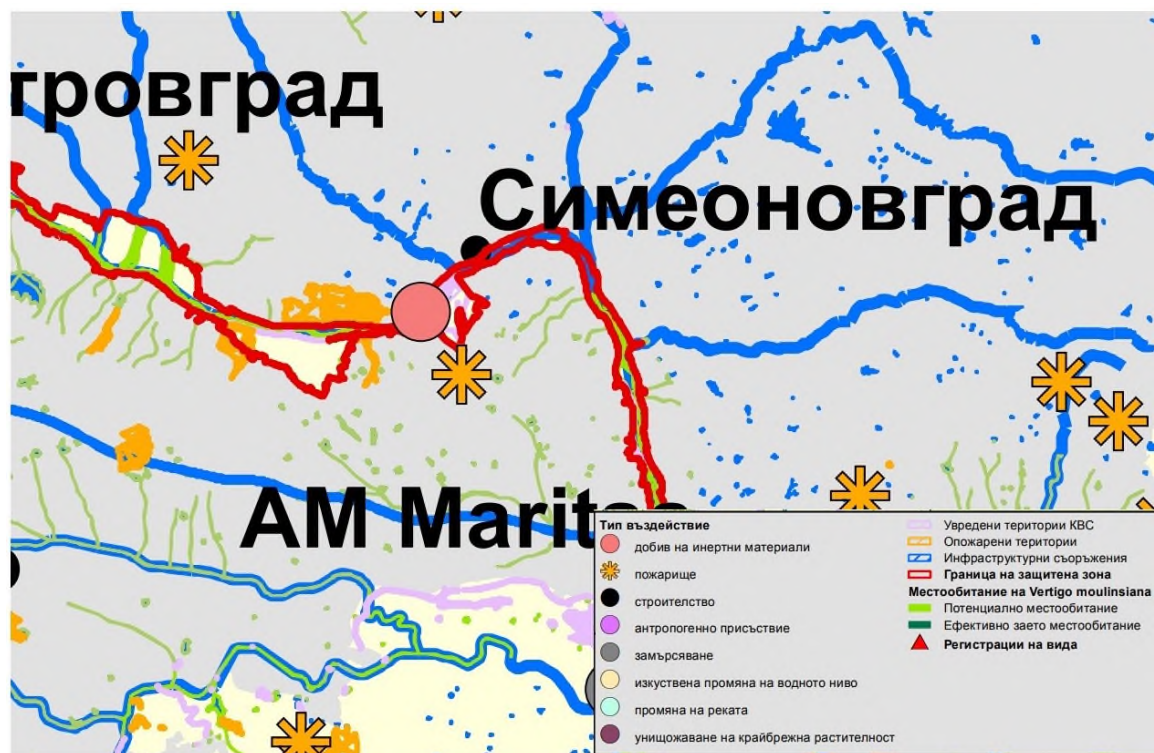 тровград
Симеоновград
AM Maritsa
Тип въздействие
добив на инертни материали
пожарище
строителство
антропогенно присъствие
замърсяване
изкуствена промяна на водното ниво
промяна на реката
унищожаване на крайбрежна растителност
Увредени територии КВС
Опожарени територии
Инфраструктурни съоръжения
Граница на защитена зона
Местообитание на Vertigo moulinsiana
Потенциално местообитание
Ефективно заето местообитание
Регистрации на вида